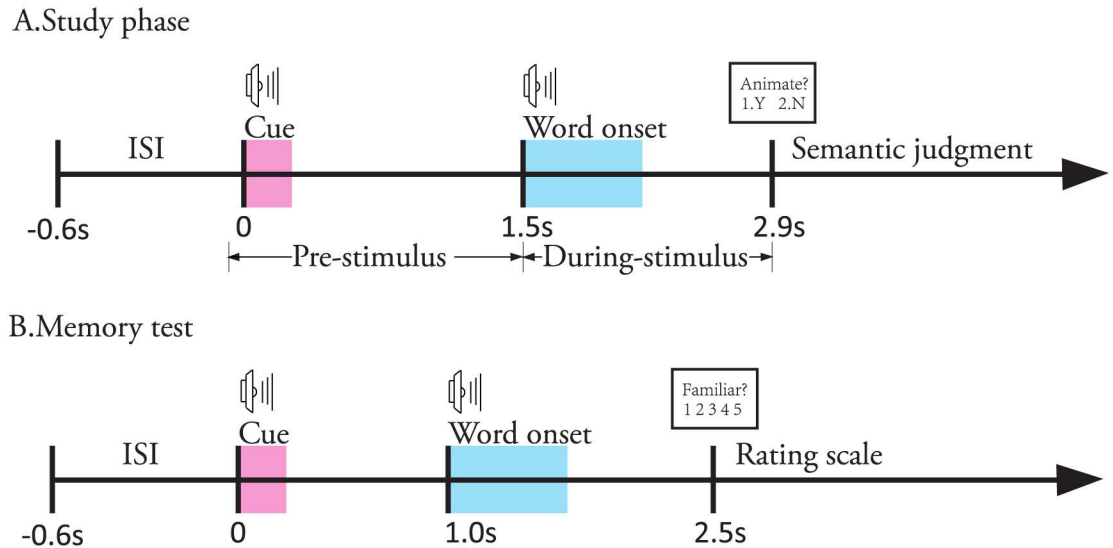 A.Study phase
Animate?
1.Y 2.N
Cue
Word onset
ISI
Semantic judgment
-0.6s
0
1.5s
2.9s
Pre-stimulus
During-stimulus
B.Memory test
Familiar?
1 2 3 4 5
Cue
Word onset
ISI
Rating scale
-0.6s
0
1.0s
2.5s